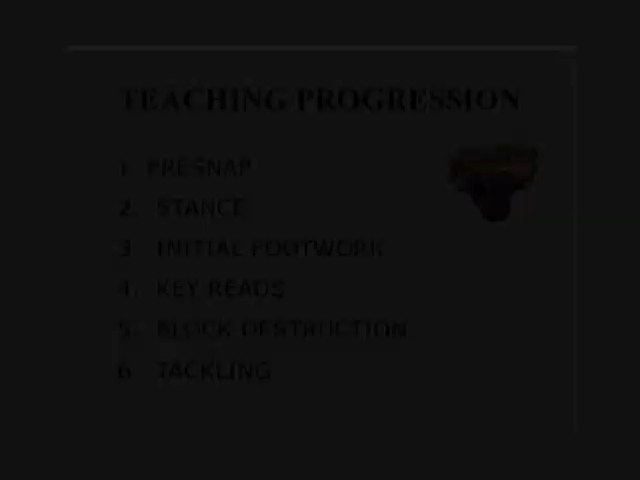 TEACHING PROGRESSION
1. PRESNAP
2. STANCE
3. INITIAL FOOTWORK
4. KEY READS
5. BLOCK DESTRUCTION
6. TACKLING